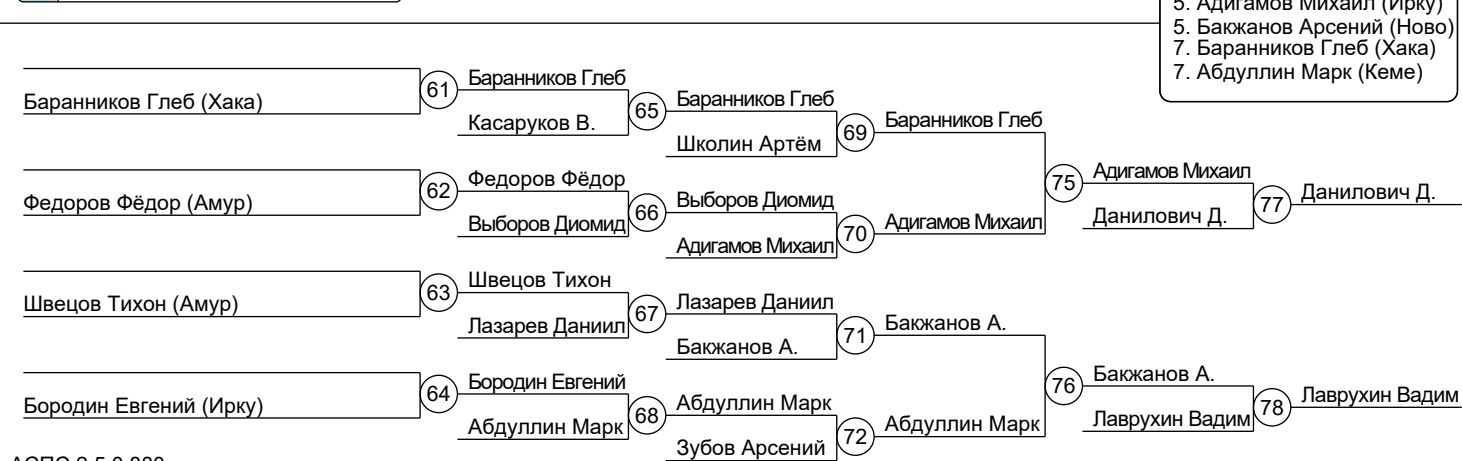 5. Адигамов Михаил (Ирку)
5. Бакжанов Арсений (Ново)
7. Баранников Глеб (Хака)
7. Абдуллин Марк (Кеме)
Баранников Глеб (Хака)
61
Баранников Глеб
Касаруков В.
65
Баранников Глеб
Школин Артём
69
Баранников Глеб
Федоров Фёдор (Амур)
62
Федоров Фёдор
Выборов Диомид
66
Выборов Диомид
Адигамов Михаил
70
Адигамов Михаил
75
Адигамов Михаил
Данилович Д.
77
Данилович Д.
Швецов Тихон (Амур)
63
Швецов Тихон
Лазарев Даниил
67
Лазарев Даниил
Бакжанов А.
71
Бакжанов А.
Бородин Евгений (Ирку)
64
Бородин Евгений
Абдуллин Марк
68
Абдуллин Марк
Зубов Арсений
72
Абдуллин Марк
76
Бакжанов А.
Лаврухин Вадим
78
Лаврухин Вадим